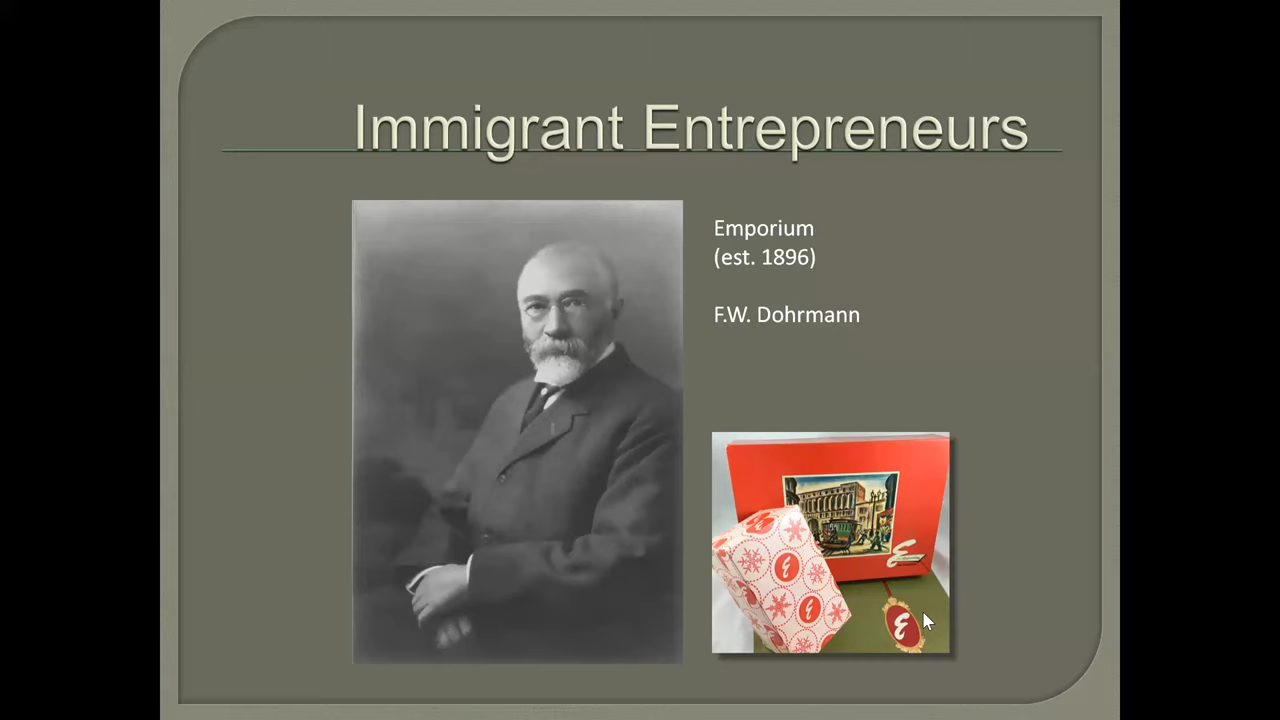 Immigrant Entrepreneurs
Emporium
(est. 1896)
F.W. Dohrmann
E
E
E
E